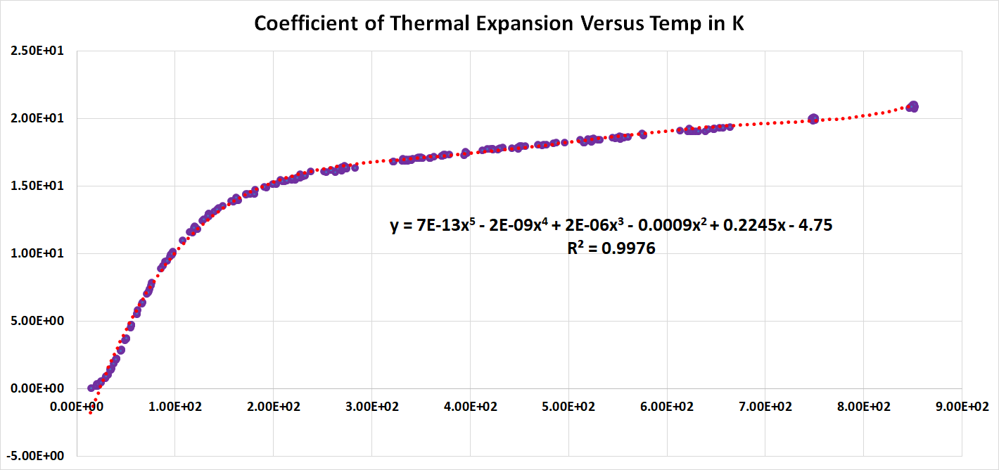 Coefficient of Thermal Expansion Versus Temp in K
2.50E+01
2.00E+01
1.50E+01
1.00E+01
5.00E+00
0.00E+00
-5.00E+00
y = 7E-13x⁵ - 2E-09x⁴ + 2E-06x³ - 0.0009x² + 0.2245x - 4.75
R² = 0.9976
0.00E+00 1.00E+02 2.00E+02 3.00E+02 4.00E+02 5.00E+02 6.00E+02 7.00E+02 8.00E+02 9.00E+02